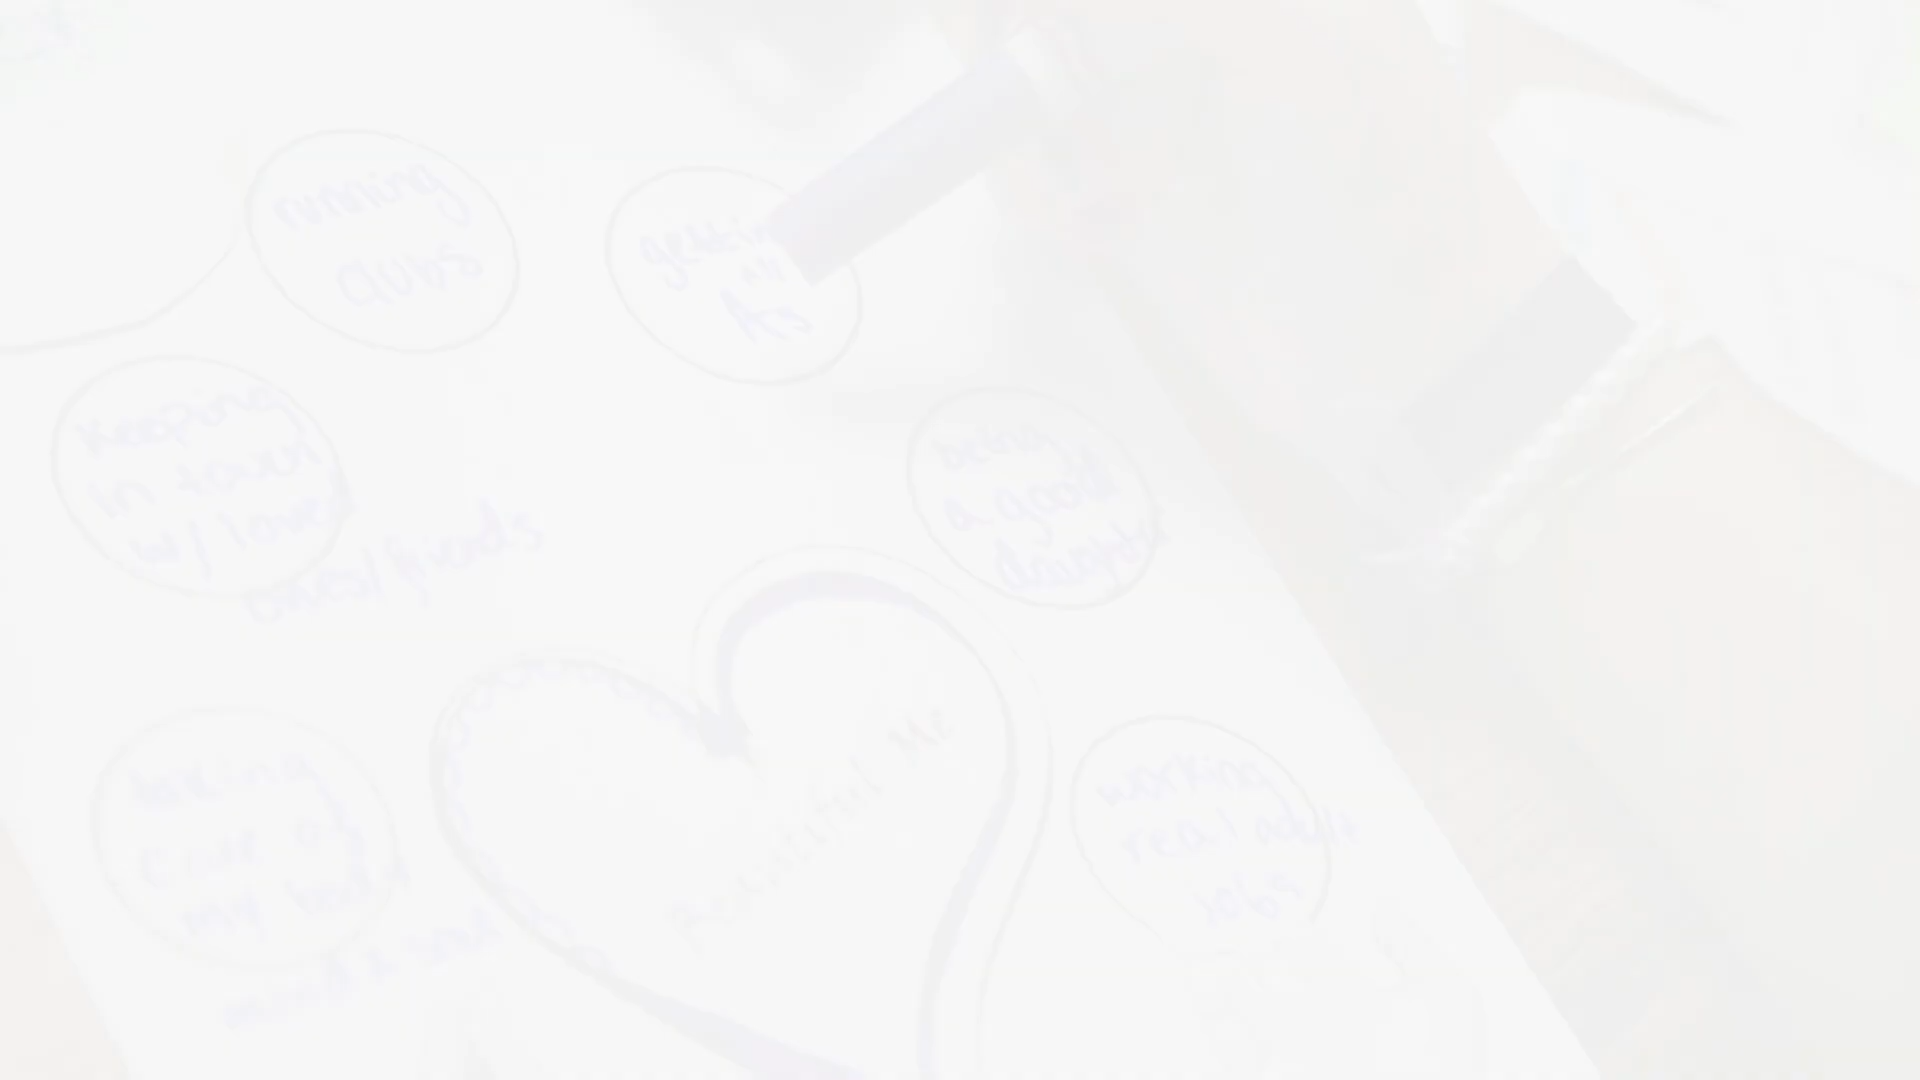 running
clubs
getting
all
A's
keeping
in touch
w/ loved
ones/friends
being
a good
daughter
taking
care of
my body
mind & soul
working
real adult
jobs
Beautiful Me